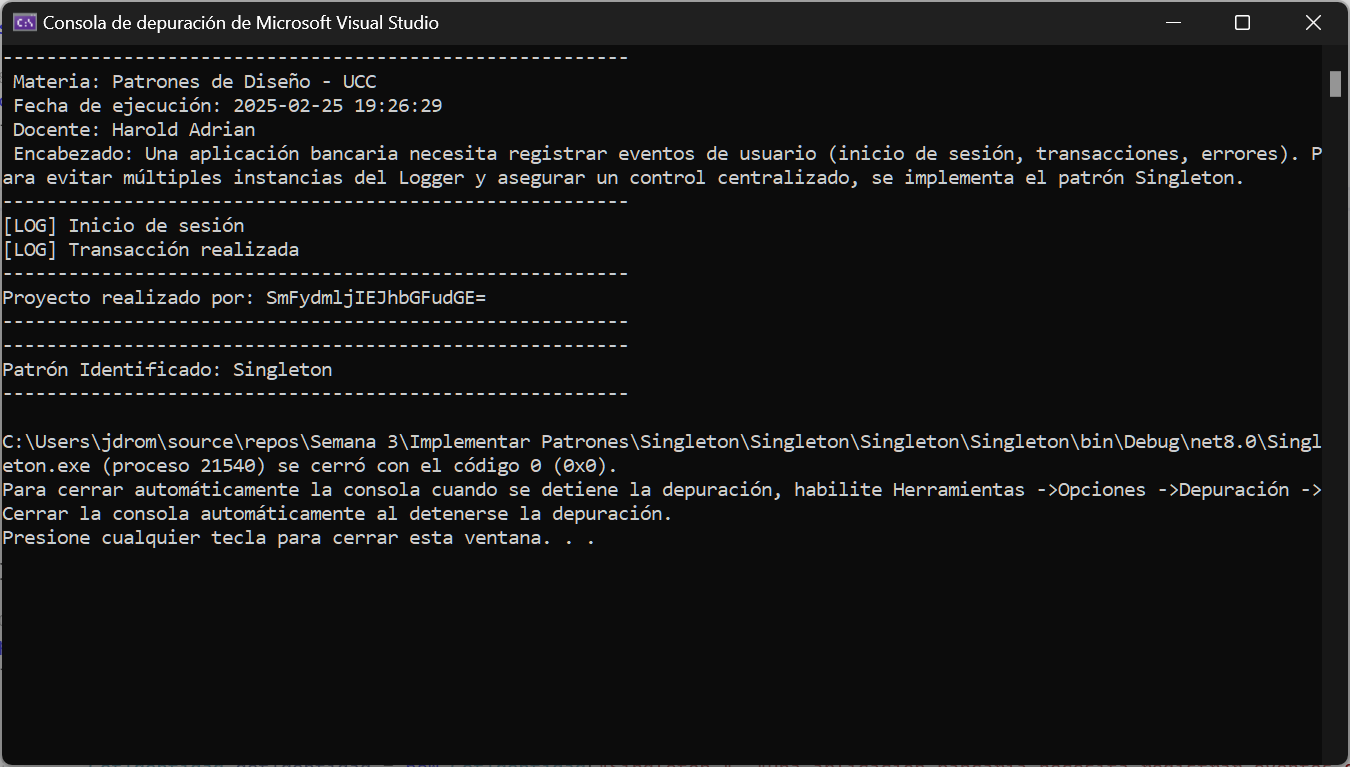 Consola de depuración de Microsoft Visual Studio
---------------------------------------------------------
Materia: Patrones de Diseño - UCC
Fecha de ejecución: 2025-02-25 19:26:29
Docente: Harold Adrian
Encabezado: Una aplicación bancaria necesita registrar eventos de usuario (inicio de sesión, transacciones, errores). P
ara evitar múltiples instancias del Logger y asegurar un control centralizado, se implementa el patrón Singleton.
---------------------------------------------------------
[LOG] Inicio de sesión
[LOG] Transacción realizada
---------------------------------------------------------
Proyecto realizado por: SmFydmljIEJhbGFudGE=
---------------------------------------------------------
---------------------------------------------------------
Patrón Identificado: Singleton
---------------------------------------------------------
C:\Users\jdrom\source\repos\Semana 3\Implementar Patrones\Singleton\Singleton\Singleton\Singleton\bin\Debug\net8.0\Singl
eton.exe (proceso 21540) se cerró con el código 0 (0x0).
Para cerrar automáticamente la consola cuando se detiene la depuración, habilite Herramientas ->Opciones ->Depuración ->
Cerrar la consola automáticamente al detenerse la depuración.
Presione cualquier tecla para cerrar esta ventana. . .